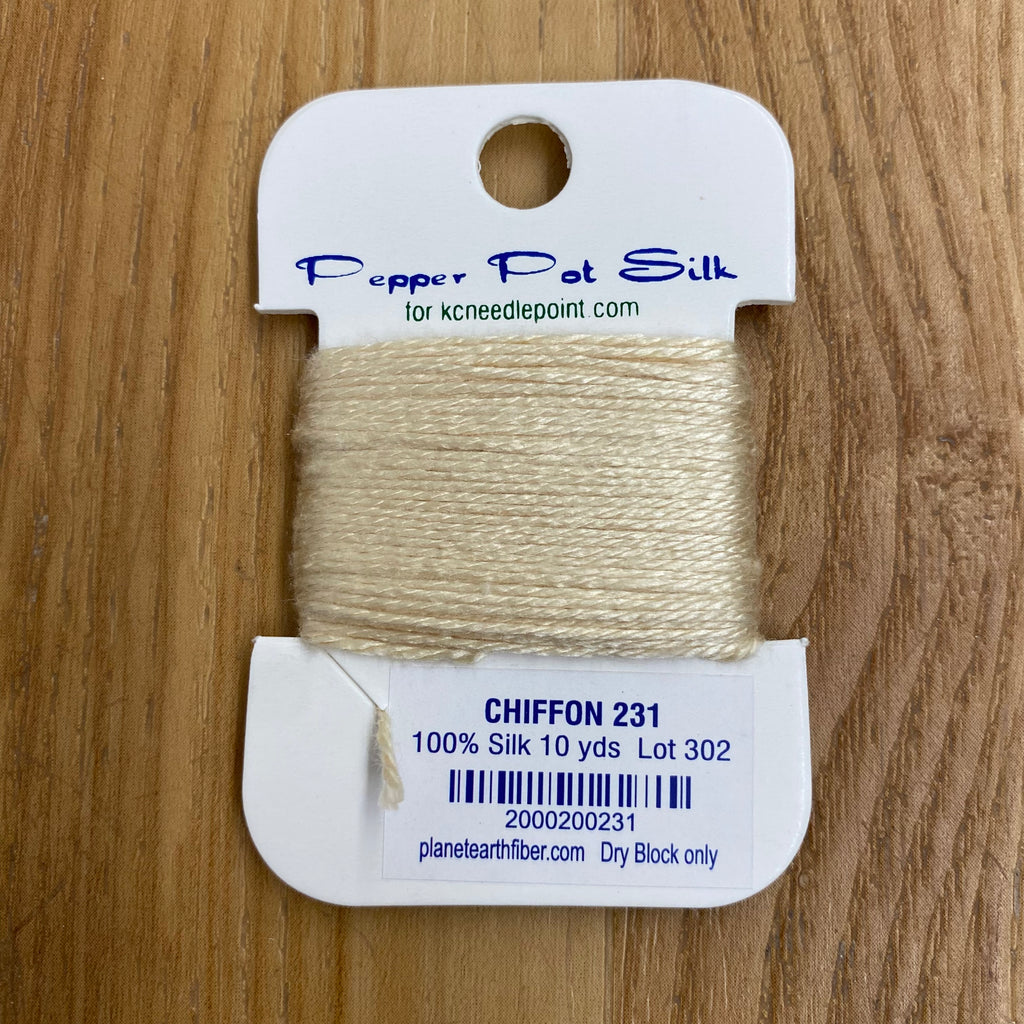 Pepper Pot Silk
for kcneedlepoint.com
CHIFFON 231
100% Silk 10 yds Lot 302
2000200231
planetearthfiber.com Dry Block only